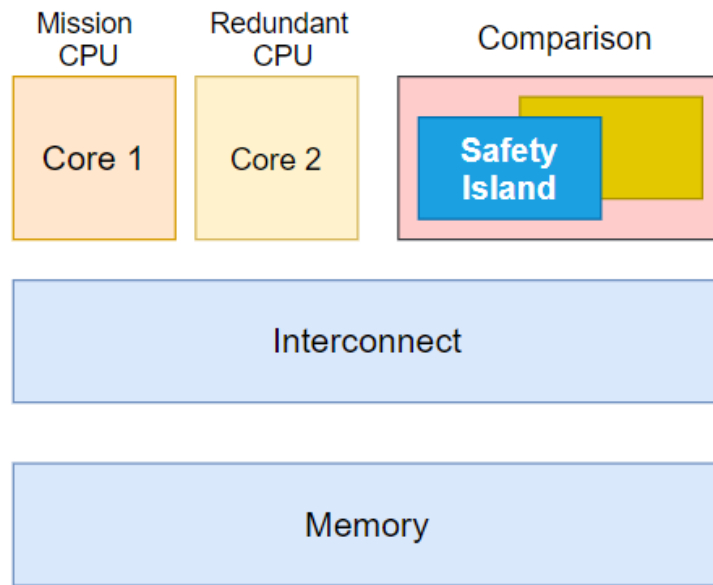 Mission
CPU
Redundant
CPU
Comparison
Core 1
Core 2
Safety
Island
Interconnect
Memory